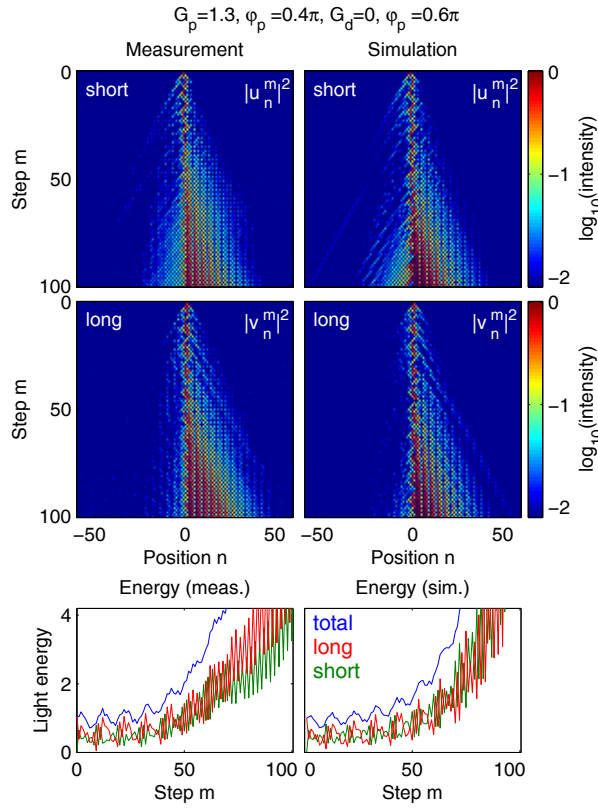 G_p=1.3, φ_p=0.4π, G_d=0, φ_p=0.6π
Measurement
Simulation
0
50
100
Step m
short
|u_n^m|^2
short
|u_n^m|^2
0
−1
−2
log_10(intensity)
0
50
100
Step m
long
|v_n^m|^2
long
|v_n^m|^2
0
−1
−2
log_10(intensity)
−50
0
50
Position n
−50
0
50
Position n
Energy (meas.)
Energy (sim.)
4
2
0
Light energy
total
long
short
0
50
100
Step m
0
50
100
Step m